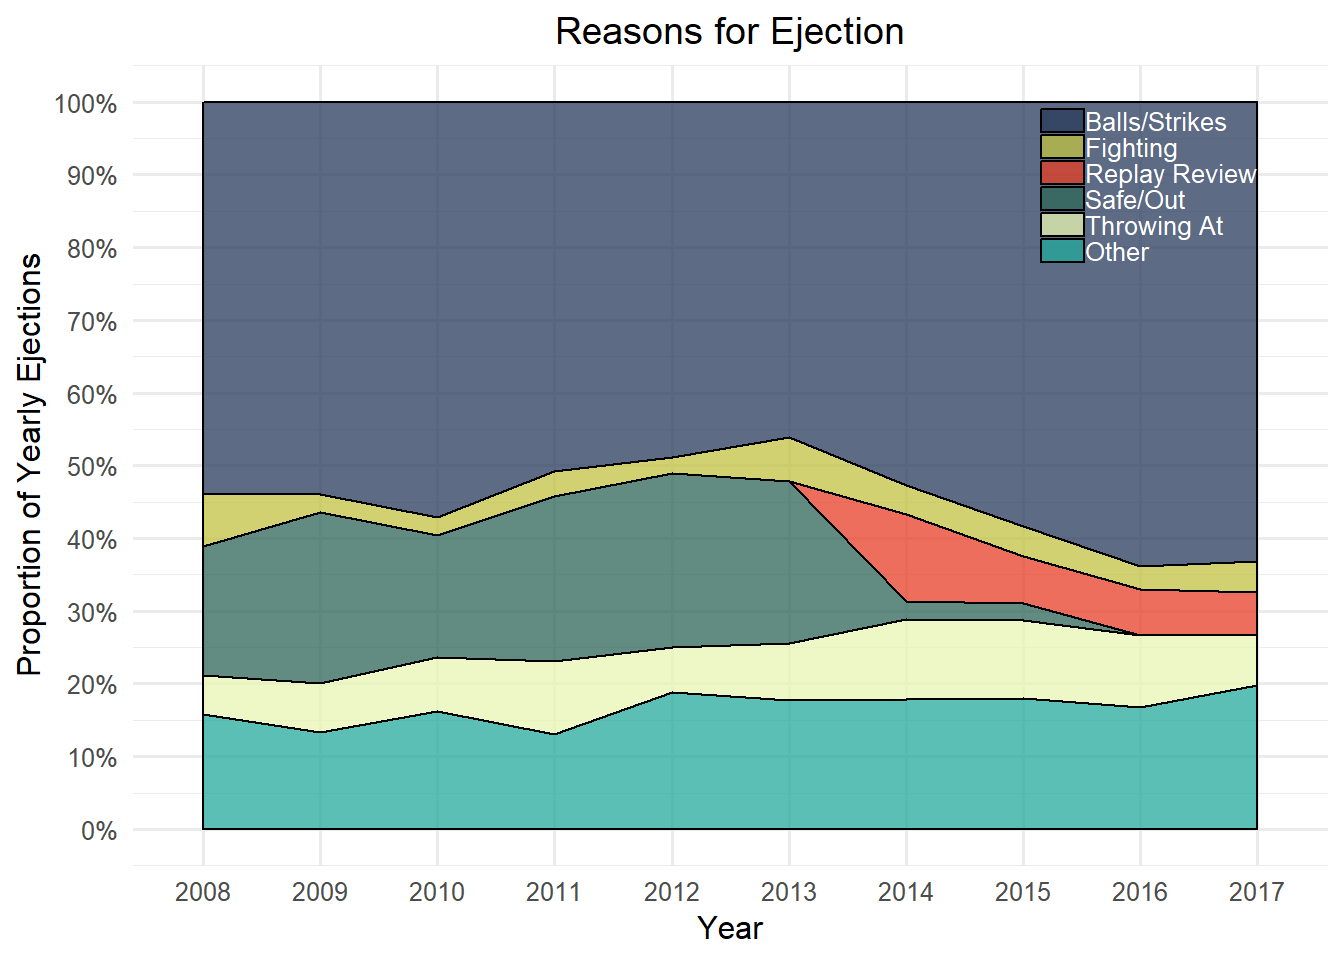 Reasons for Ejection
Proportion of Yearly Ejections
100%
90%
80%
70%
60%
50%
40%
30%
20%
10%
0%
Balls/Strikes
Fighting
Replay Review
Safe/Out
Throwing At
Other
2008 2009 2010 2011 2012 2013 2014 2015 2016 2017
Year